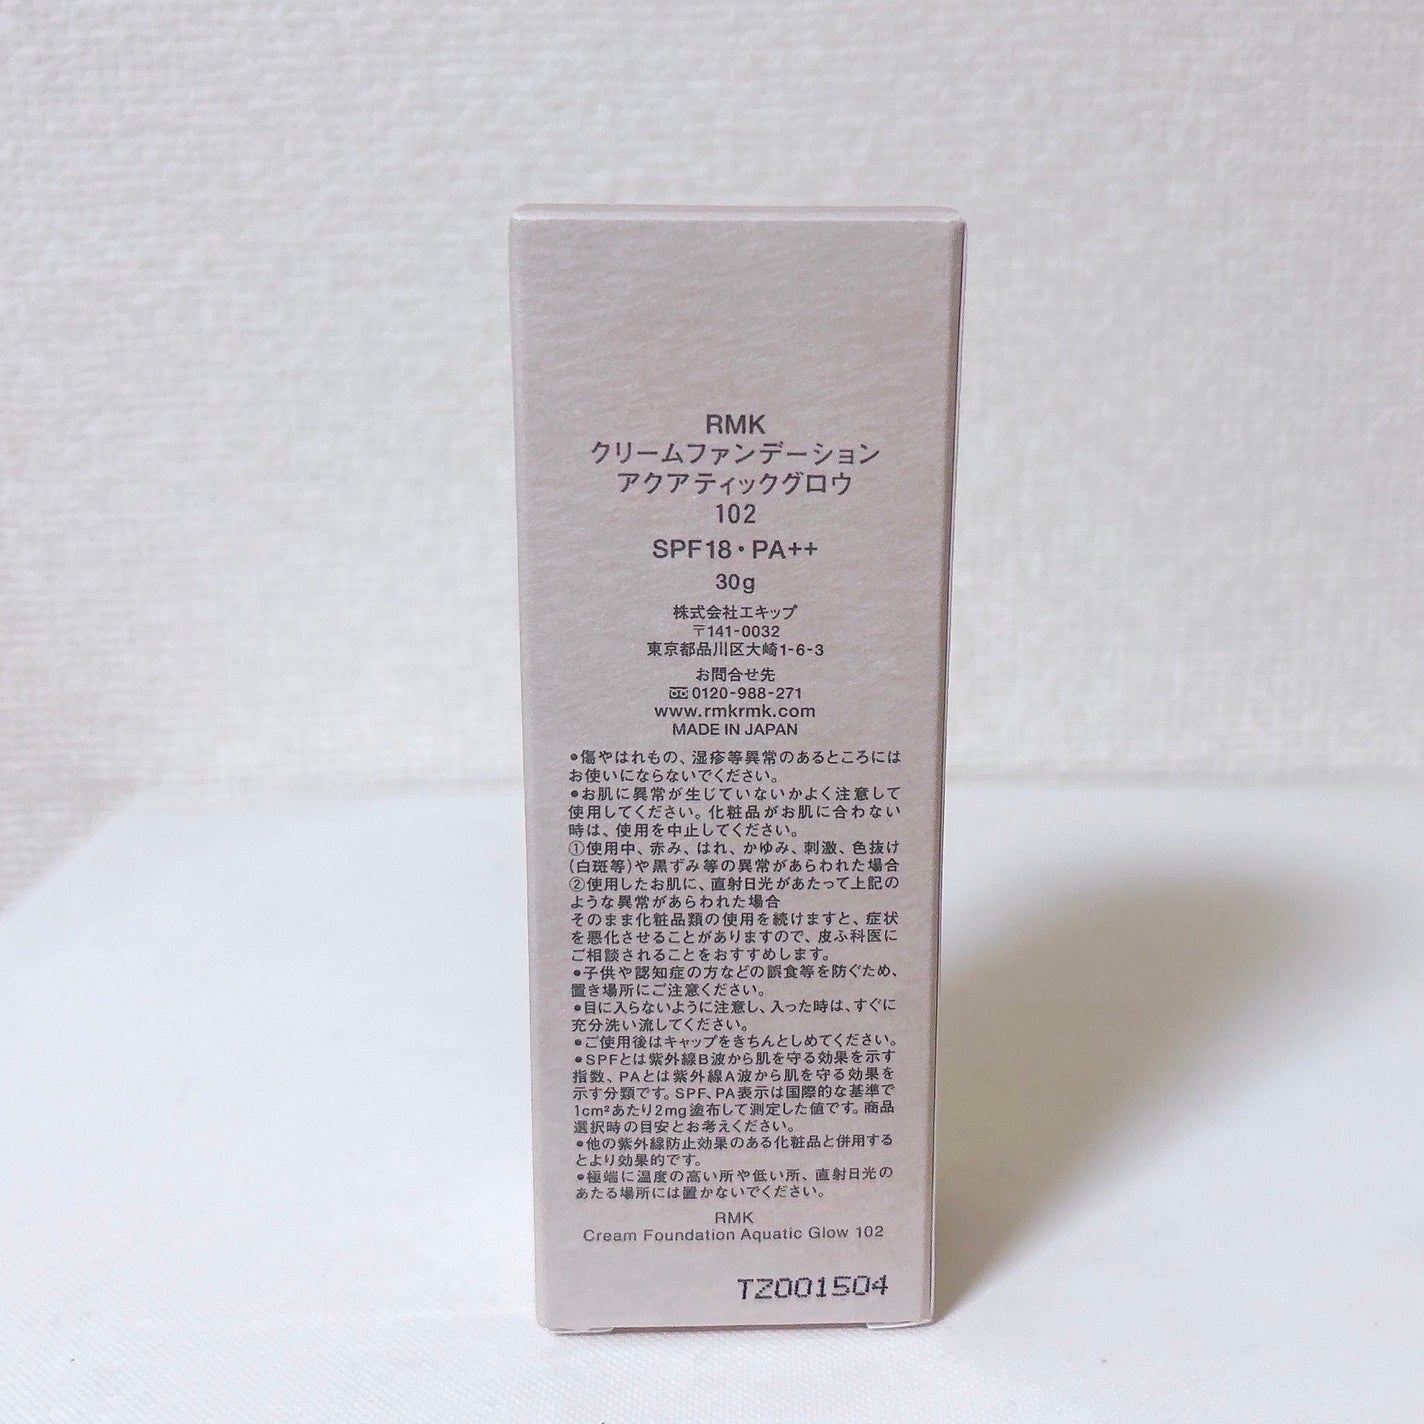 RMK
クリームファンデーション
アクアティックグロウ
102
SPF18・PA++
30g
株式会社エキップ
〒141-0032
東京都品川区大崎1-6-3
お問合せ先
0120-988-271
www.rmkrmk.com
MADE IN JAPAN
●傷やはれもの、湿疹等異常のあるところには
お使いにならないでください。
●お肌に異常が生じていないかよく注意して
使用してください。化粧品がお肌に合わない
時は、使用を中止してください。
①使用中、赤み、はれ、かゆみ、刺激、色抜け
(白斑等)や黒ずみ等の異常があらわれた場合
②使用したお肌に、直射日光があたって上記の
ような異常があらわれた場合
そのまま化粧品類の使用を続けますと、症状
を悪化させることがありますので、皮ふ科医に
ご相談されることをおすすめします。
●子供や認知症の方などの誤食等を防ぐため、
置き場所にご注意ください。
●目に入らないように注意し、入った時は、すぐに
充分洗い流してください。
●ご使用後はキャップをきちんとしめてください。
●SPFとは紫外線B波から肌を守る効果を示す
指数、PAとは紫外線A波から肌を守る効果を
示す分類です。SPF、PA表示は国際的な基準で
1cm²あたり2mg塗布して測定した値です。商品
選択時の目安とお考えください。
●他の紫外線防止効果のある化粧品と併用する
とより効果的です。
●極端に温度の高い所や低い所、直射日光の
あたる場所には置かないでください。
RMK
Cream Foundation Aquatic Glow 102
TZ001504